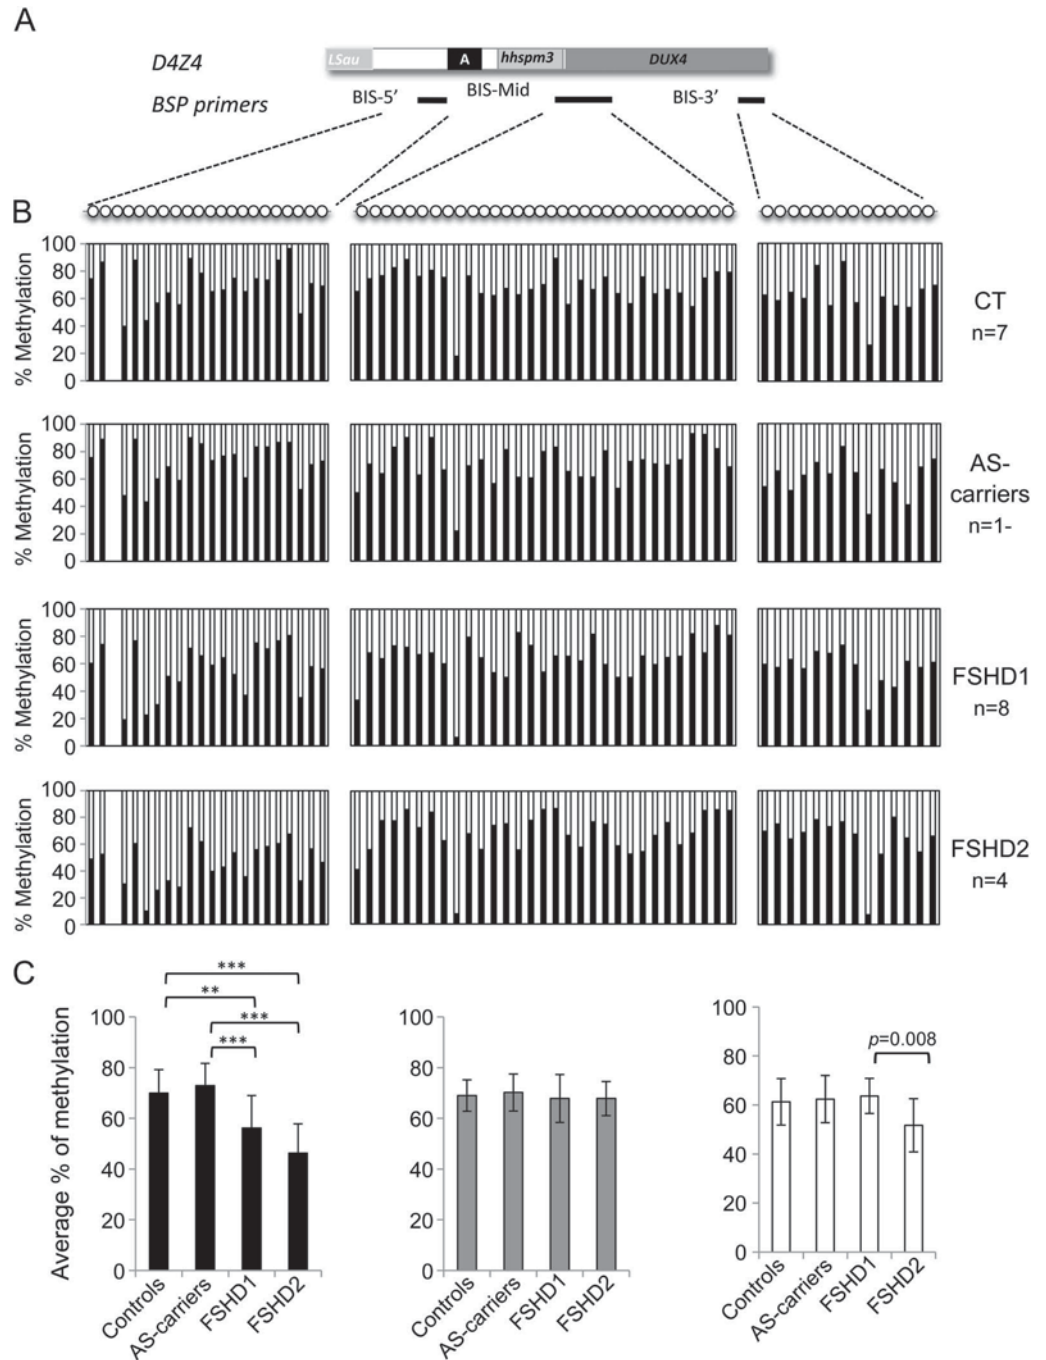 A
D4Z4
LSau
A
hhspm3
DUX4
BSP primers
BIS-5’
BIS-Mid
BIS-3’
B
% Methylation
100
80
60
40
20
0
CT
n=7
% Methylation
100
80
60
40
20
0
AS-
carriers
n=1-
% Methylation
100
80
60
40
20
0
FSHD1
n=8
% Methylation
100
80
60
40
20
0
FSHD2
n=4
C
Average % of methylation
100
80
60
40
20
0
***
**
***
***
Controls
AS-carriers
FSHD1
FSHD2
100
80
60
40
20
0
Controls
AS-carriers
FSHD1
FSHD2
100
80
60
40
20
0
p=0.008
Controls
AS-carriers
FSHD1
FSHD2